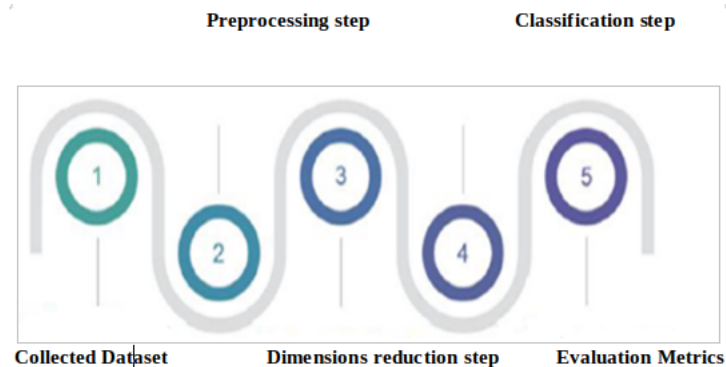 Preprocessing step
Classification step
1
2
3
4
5
Collected Dataset
Dimensions reduction step
Evaluation Metrics